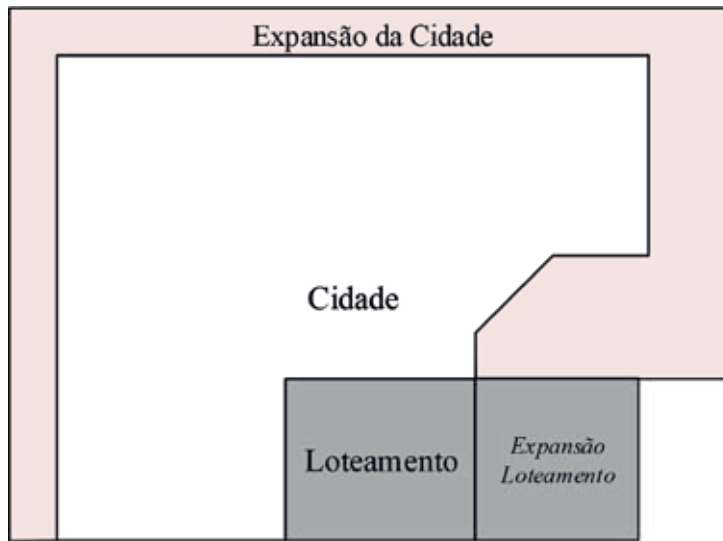 Expansão da Cidade
Cidade
Loteamento
Expansão
Loteamento